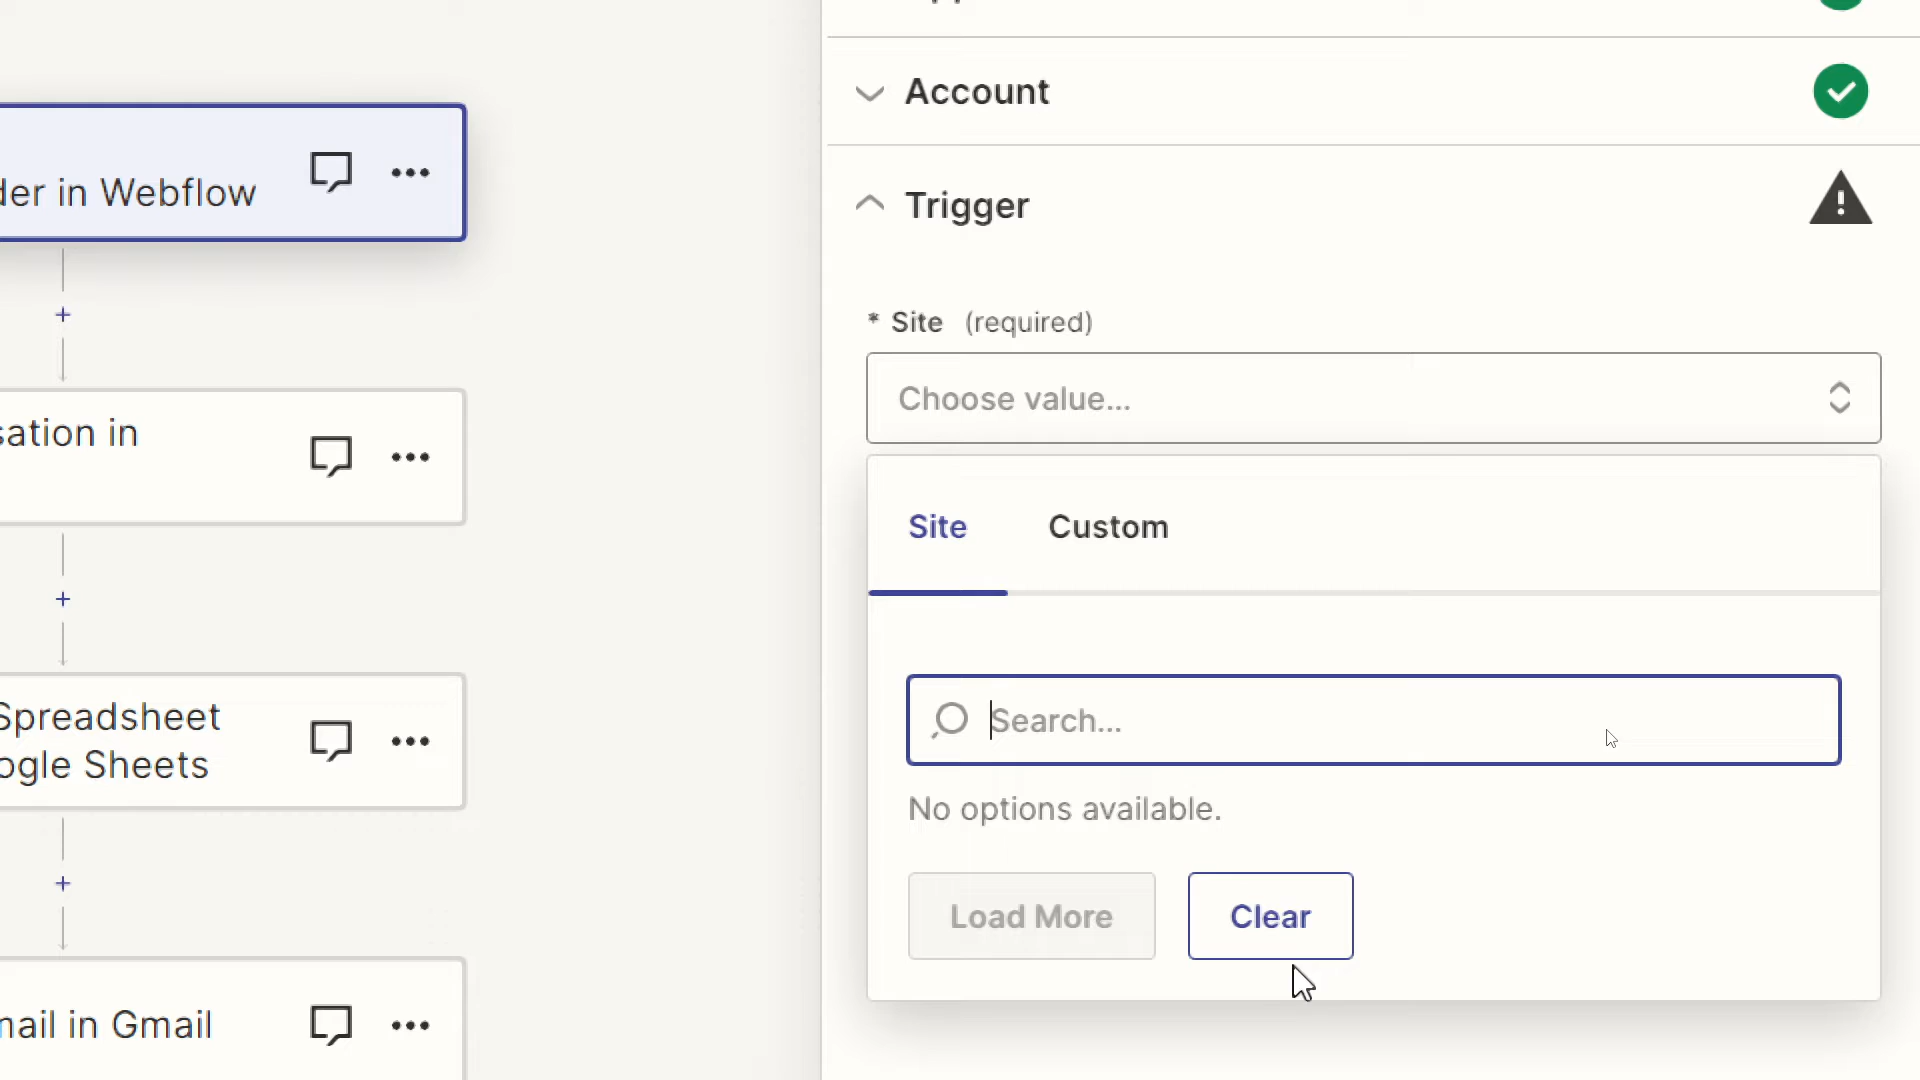 Account
Trigger
der in Webflow
* Site (required)
Choose value...
sation in
Site Custom
Search...
Spreadsheet
ogle Sheets
No options available.
Load More Clear
mail in Gmail